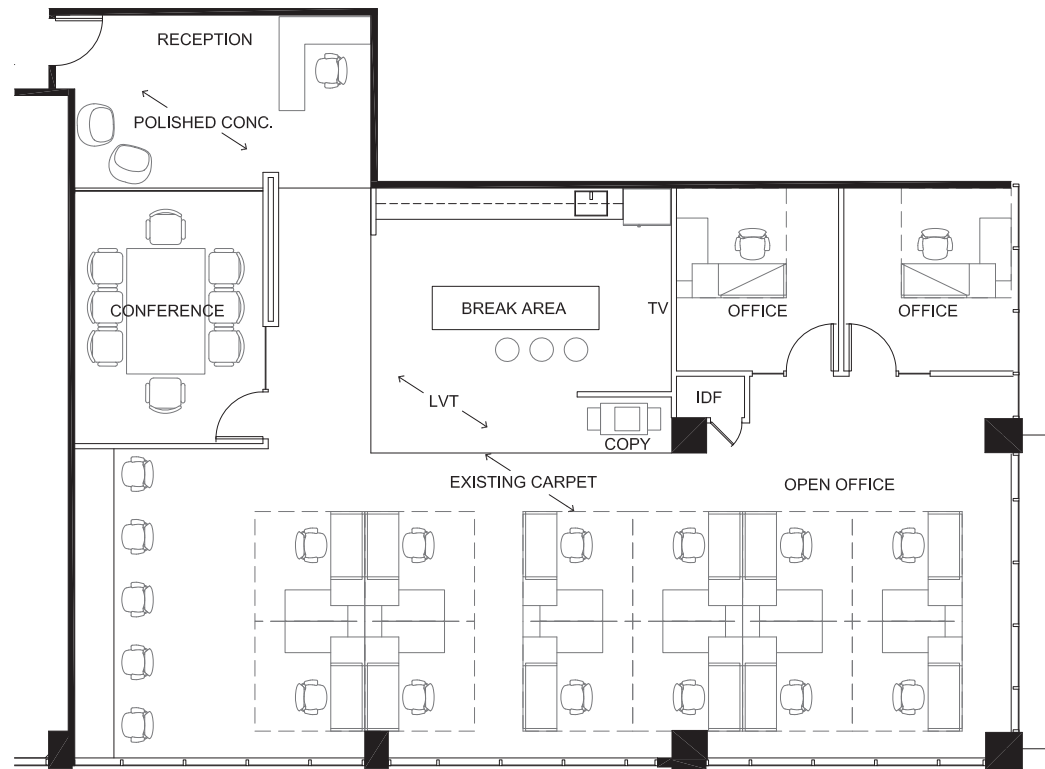 RECEPTION
POLISHED CONC.
CONFERENCE
BREAK AREA
TV
OFFICE
OFFICE
LVT
IDF
COPY
EXISTING CARPET
OPEN OFFICE